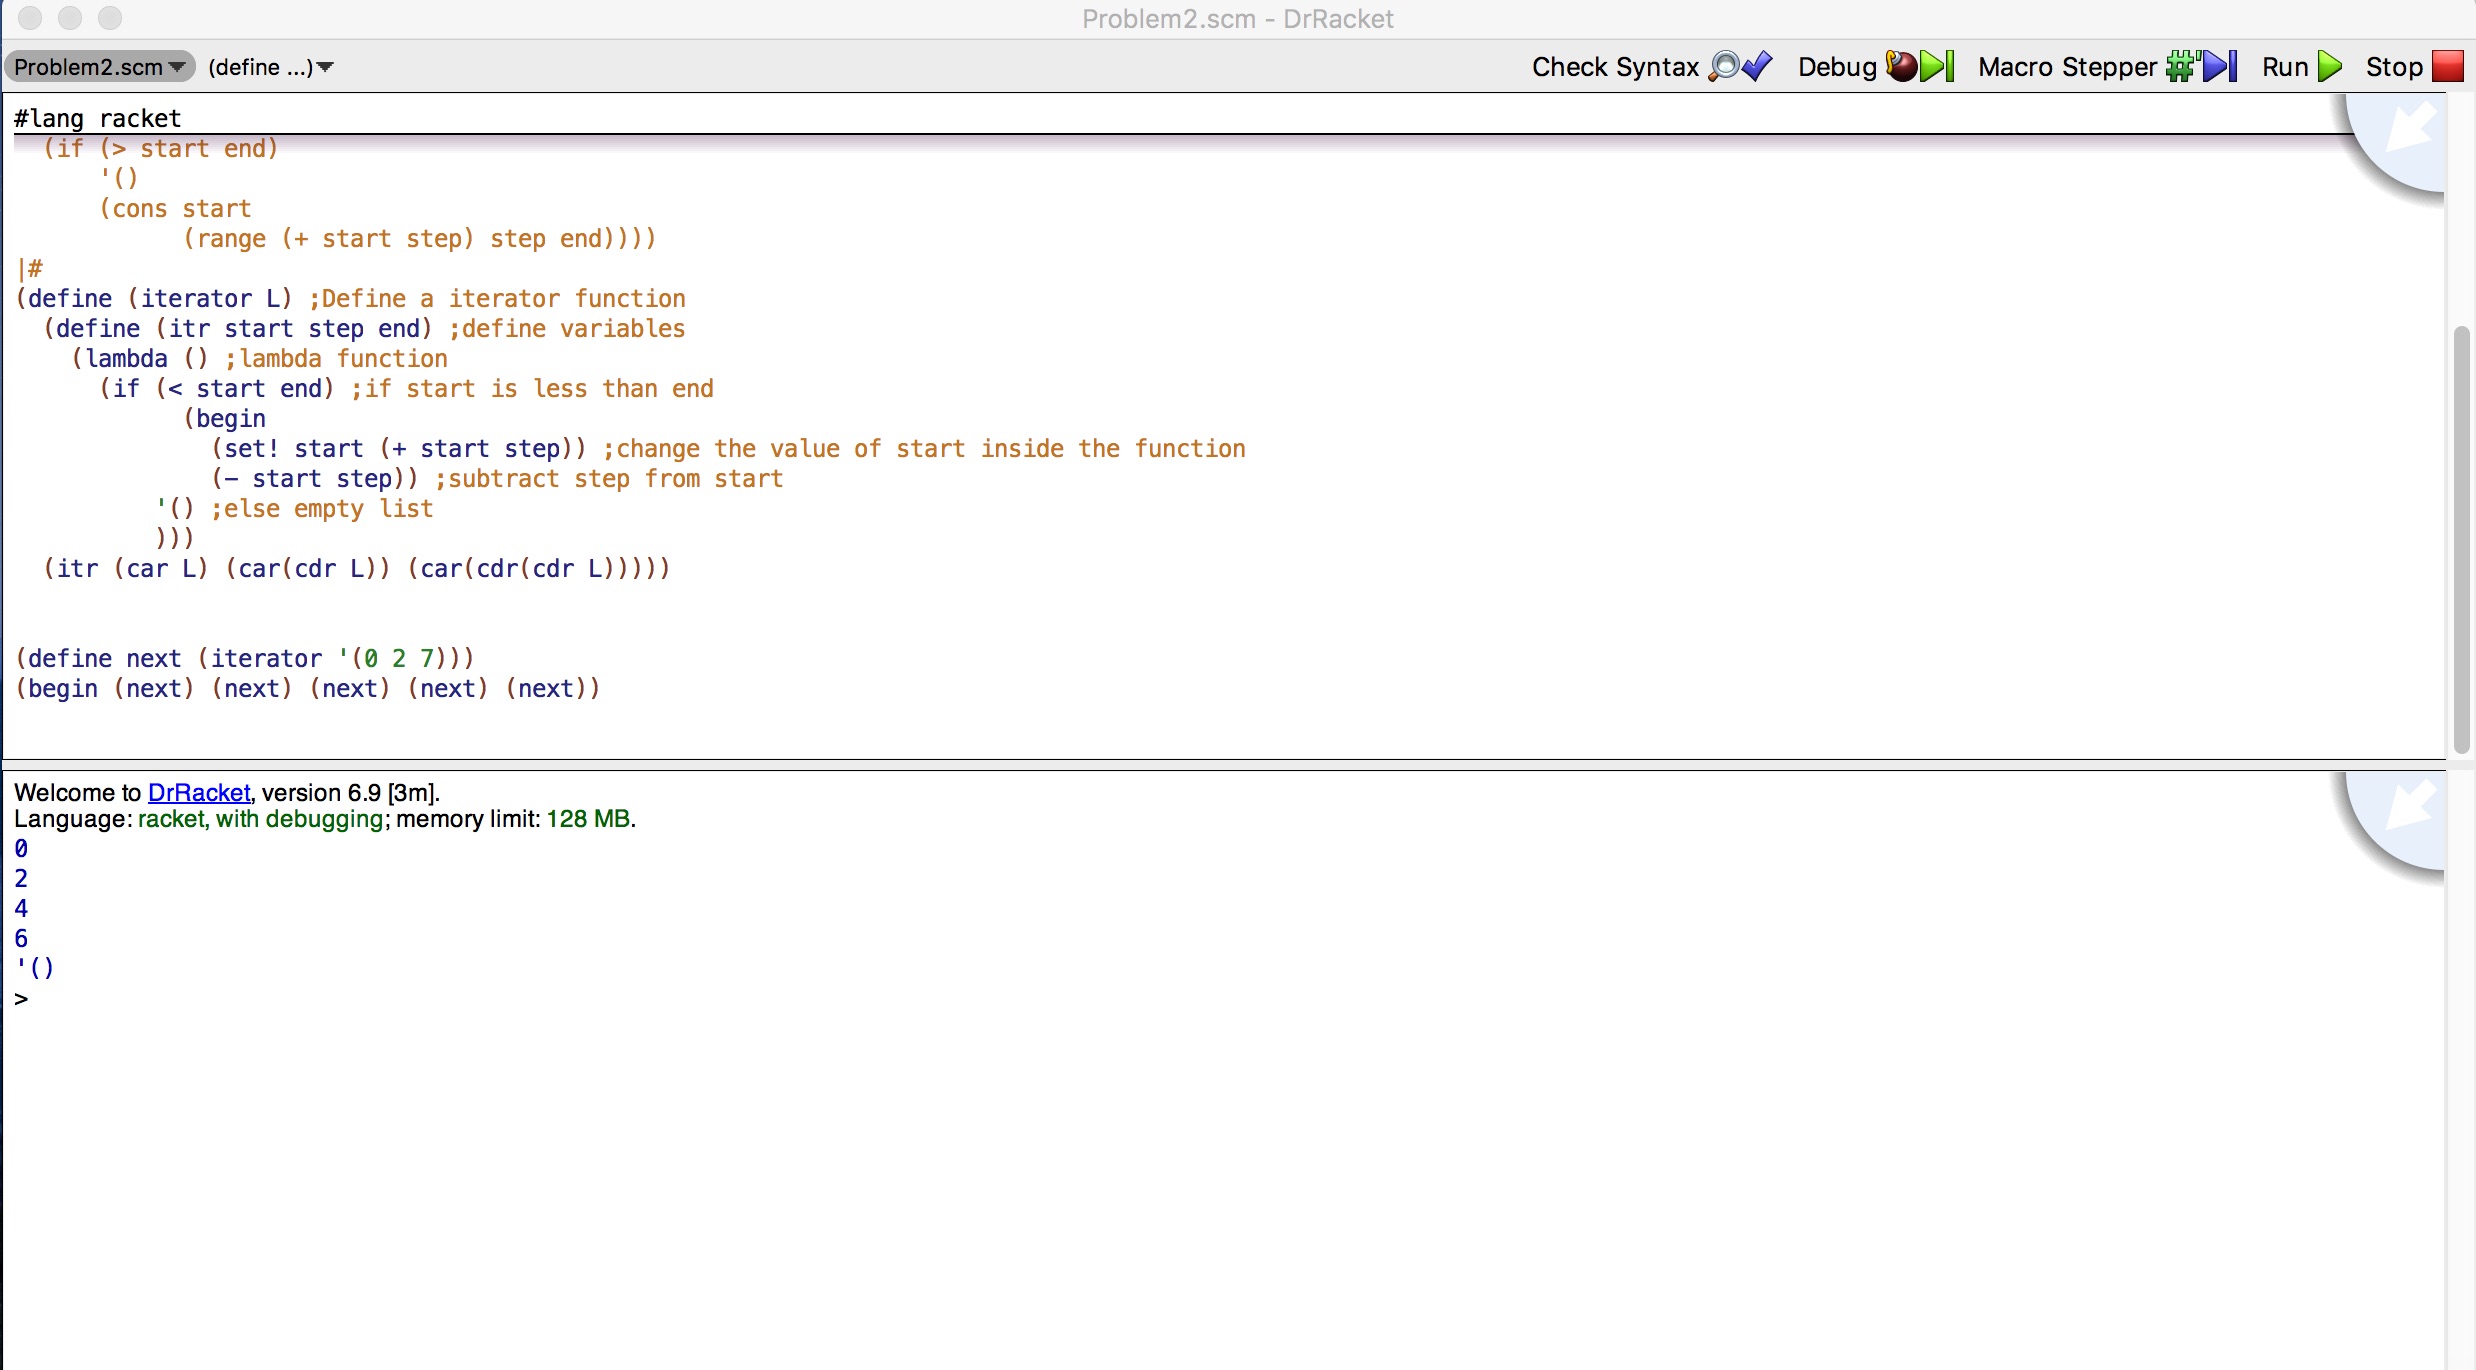 Problem2.scm - DrRacket
Problem2.scm (define ...) Check Syntax Debug Macro Stepper #' Run Stop
#lang racket
  (if (> start end)
      '()
      (cons start
            (range (+ start step) step end))))
|#
(define (iterator L) ;Define a iterator function
  (define (itr start step end) ;define variables
    (lambda () ;lambda function
      (if (< start end) ;if start is less than end
            (begin
              (set! start (+ start step)) ;change the value of start inside the function
              (- start step)) ;subtract step from start
          '() ;else empty list
          )))
  (itr (car L) (car(cdr L)) (car(cdr(cdr L)))))
(define next (iterator '(0 2 7)))
(begin (next) (next) (next) (next) (next))
Welcome to DrRacket, version 6.9 [3m].
Language: racket, with debugging; memory limit: 128 MB.
0
2
4
6
'()
>